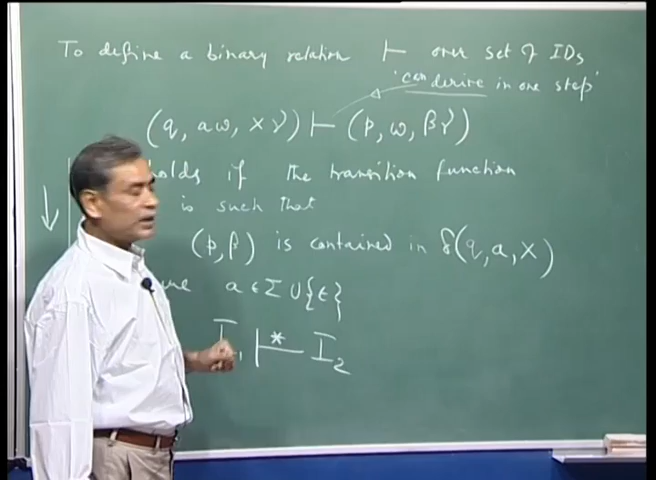 To define a binary relation ⊢ over set of IDs
'can derive in one step'
(q, aω, Xγ) ⊢ (p, ω, βγ)
holds if the transition function
is such that
(p, β) is contained in δ(q, a, X)
a ∈ Σ ∪ {ε}
I₁ ⊢* I₂